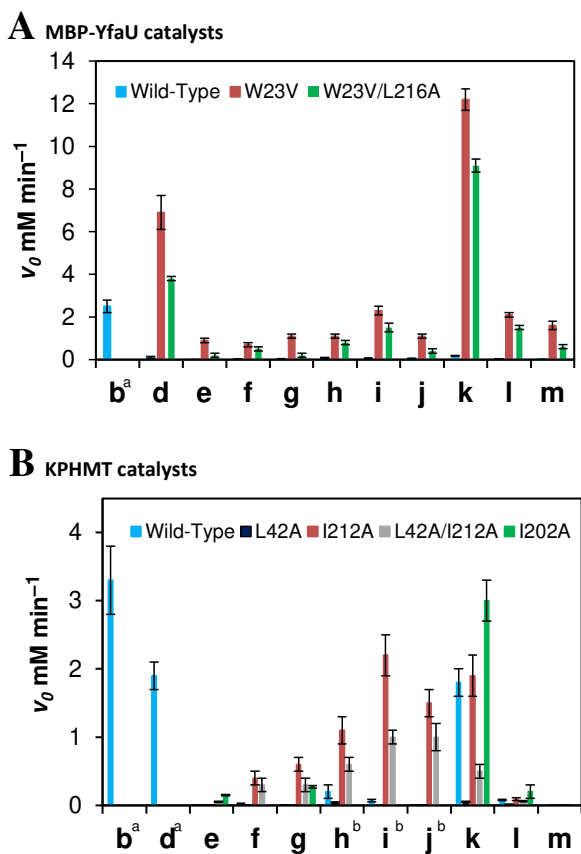 A MBP-YfaU catalysts
14
Wild-Type W23V W23V/L216A
12
10
8
6
4
2
0
v₀ mM min⁻¹
bᵃ d e f g h i j k l m
B KPHMT catalysts
Wild-Type L42A I212A L42A/I212A I202A
4
3
2
1
0
v₀ mM min⁻¹
bᵃ dᵃ e f g hᵇ iᵇ jᵇ k l m